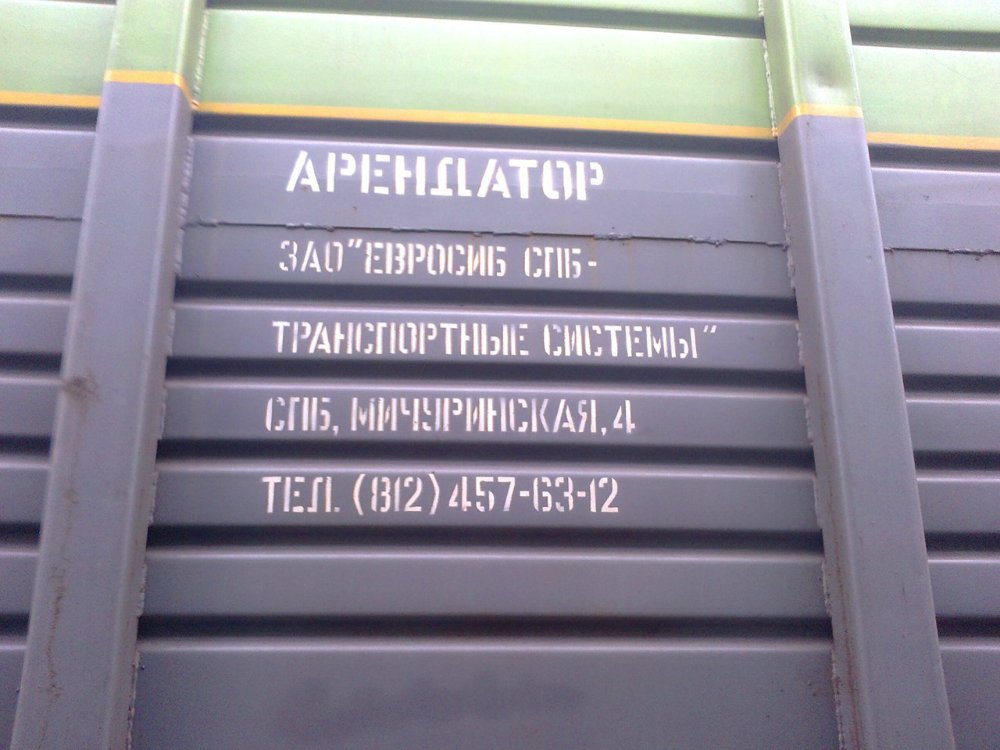 АРЕНДАТОР
ЗАО "ЕВРОСИБ СПБ-
ТРАНСПОРТНЫЕ СИСТЕМЫ"
СПБ, МИЧУРИНСКАЯ, 4
ТЕЛ. (812) 457-63-12